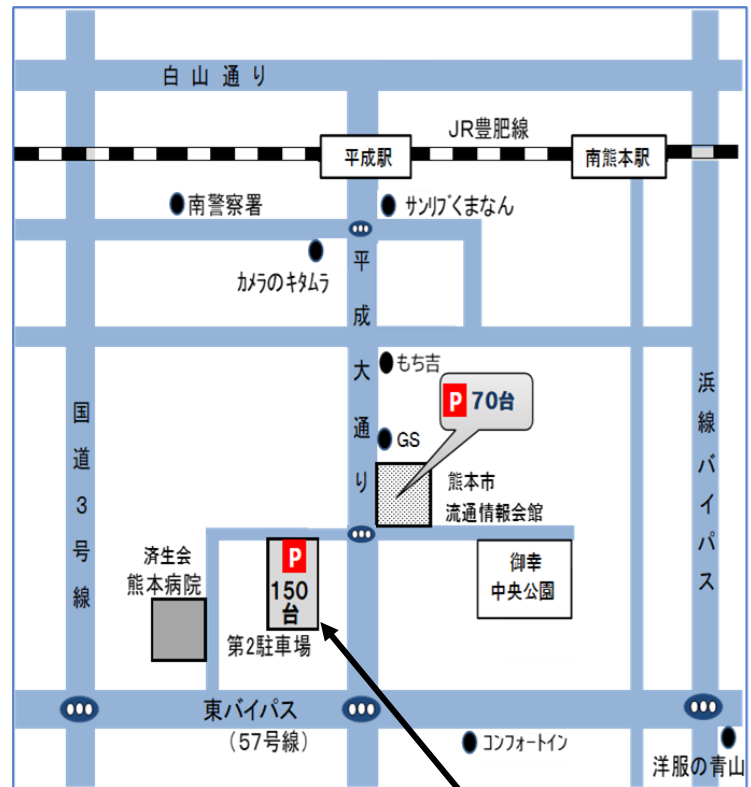 白山通り
JR豊肥線
平成駅
南熊本駅
南警察署
サンリブくまなん
カメラのキタムラ
平成大通り
もち吉
P 70台
GS
熊本市
流通情報会館
国道3号線
浜線バイパス
済生会
熊本病院
P
150
台
第2駐車場
御幸
中央公園
東バイパス
(57号線)
コンフォートイン
洋服の青山